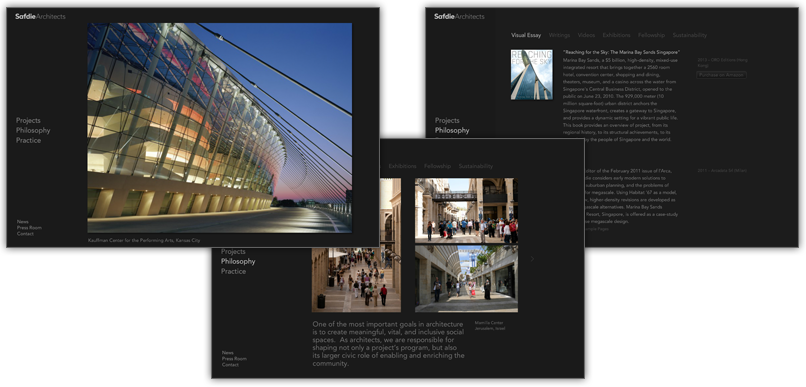 SafdieArchitects
Projects
Philosophy
Practice
News
Press Room
Contact
Kauffman Center for the Performing Arts, Kansas City
SafdieArchitects
Visual Essay Writings Videos Exhibitions Fellowship Sustainability
Projects
Philosophy
REACHING
FOR THE SKY
"Reaching for the Sky: The Marina Bay Sands Singapore"
Marina Bay Sands, a $5 billion, high-density, mixed-use
integrated resort that brings together a 2560 room
hotel, convention center, shopping and dining,
theaters, museum, and a casino across the water from
Singapore's Central Business District, opened to the
public on June 23, 2010. The 929,000 meter (10
million-square-foot) urban district anchors the
Singapore waterfront, creates a gateway to Singapore,
and provides a dynamic setting for a vibrant public life.
This book provides an overview of project, from its
regional history, to its structural achievements, to its
by the people of Singapore and the world.
of the February 2011 issue of l'Arca,
consider early modern solutions to
suburban planning, and the problems of
megascale. Using Habitat '67 as a model,
higher density revisions are developed as
megascale alternatives. Marina Bay Sands
Resort, Singapore, is offered as a case-study
megascale design.
Exhibitions Fellowship Sustainability
Projects
Philosophy
Practice
One of the most important goals in architecture
is to create meaningful, vital, and inclusive social
spaces. As architects, we are responsible for
shaping not only a project's program, but also
its larger civic role of enabling and enriching the
community.
Mamilla Center
Jerusalem, Israel
News
Press Room
Contact